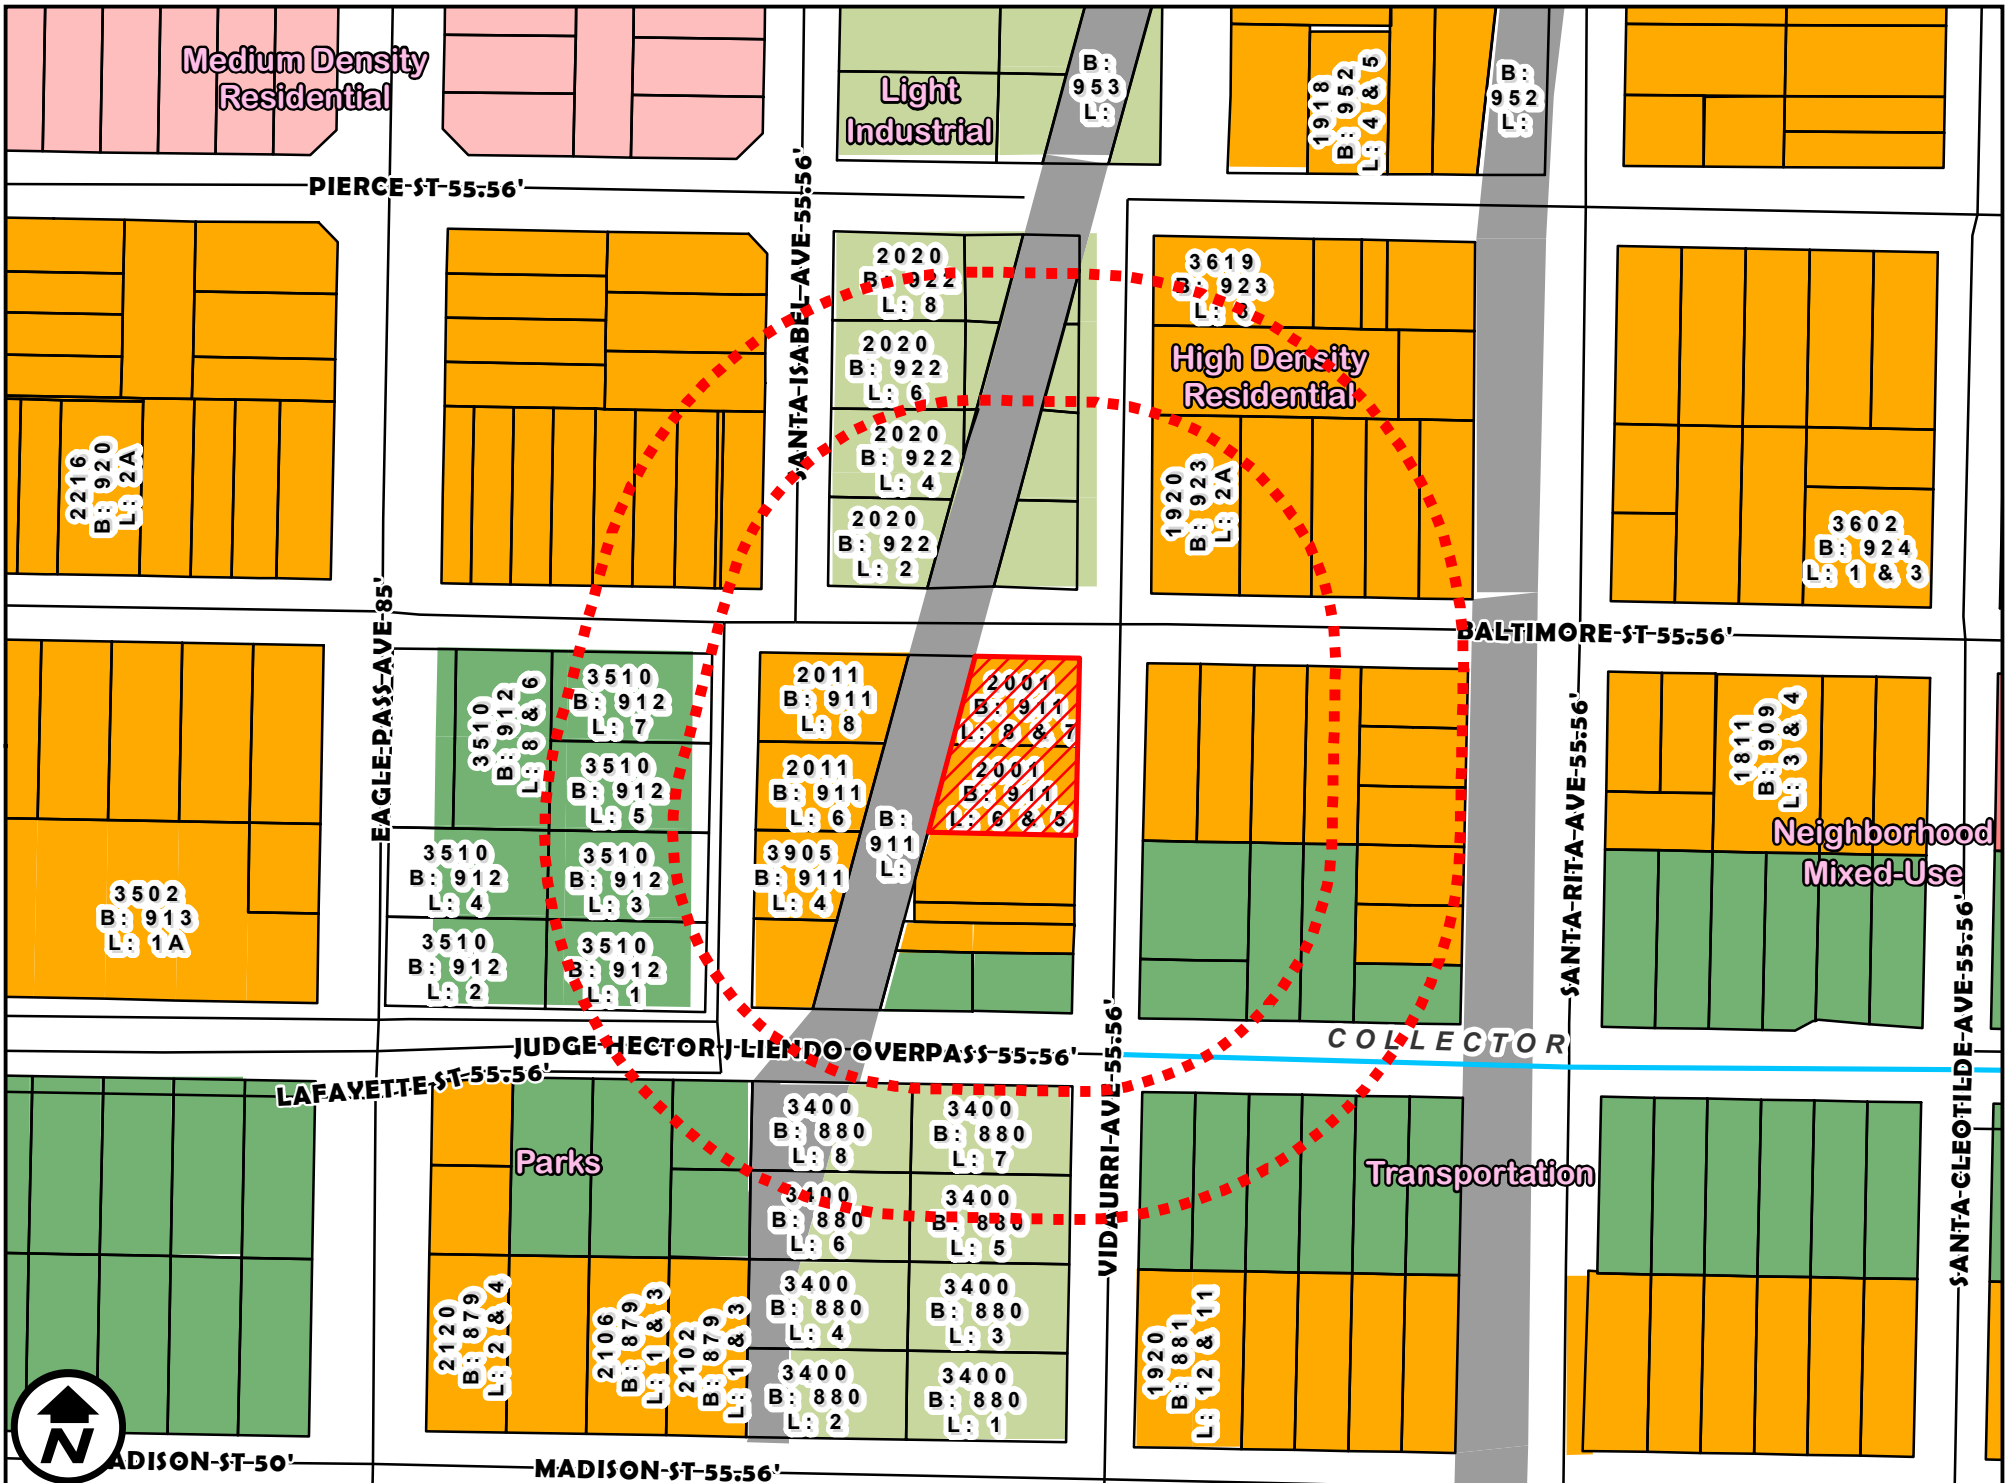 Medium Density
Residential
Light
Industrial
B:
953
L:
1918
B: 952
L: 4 & 5
B:
952
L:
PIERCE ST 55.56'
SANTA ISABEL AVE 55.56'
2020
B: 922
L: 8
3619
B: 923
L: 8
2020
B: 922
L: 6
High Density
Residential
2216
B: 920
L: 2A
2020
B: 922
L: 4
1920
B: 923
L: 2A
2020
B: 922
L: 2
3602
B: 924
L: 1 & 3
EAGLE PASS AVE 85'
BALTIMORE ST 55.56'
3510
B: 912
L: 8 & 6
3510
B: 912
L: 7
2011
B: 911
L: 8
2001
B: 911
L: 8 & 7
SANTA RITA AVE 55.56'
1811
B: 909
L: 3 & 4
3510
B: 912
L: 5
2011
B: 911
L: 6
2001
B: 911
L: 6 & 5
B:
911
L:
Neighborhood
Mixed-Use
3502
B: 913
L: 1A
3510
B: 912
L: 4
3510
B: 912
L: 3
3905
B: 911
L: 4
3510
B: 912
L: 2
3510
B: 912
L: 1
SANTA CLEOTILDE AVE 55.56'
VIDAURRI AVE 55.56'
COLLECTOR
JUDGE HECTOR J LIENDO OVERPASS 55.56'
LAFAYETTE ST 55.56'
3400
B: 880
L: 8
3400
B: 880
L: 7
Parks
Transportation
3400
B: 880
L: 6
3400
B: 880
L: 5
2120
B: 879
L: 2 & 4
2106
B: 879
L: 1 & 3
2102
B: 879
L: 1 & 3
3400
B: 880
L: 4
3400
B: 880
L: 3
1920
B: 881
L: 12 & 11
3400
B: 880
L: 2
3400
B: 880
L: 1
N
ADISON ST 50'
MADISON ST 55.56'